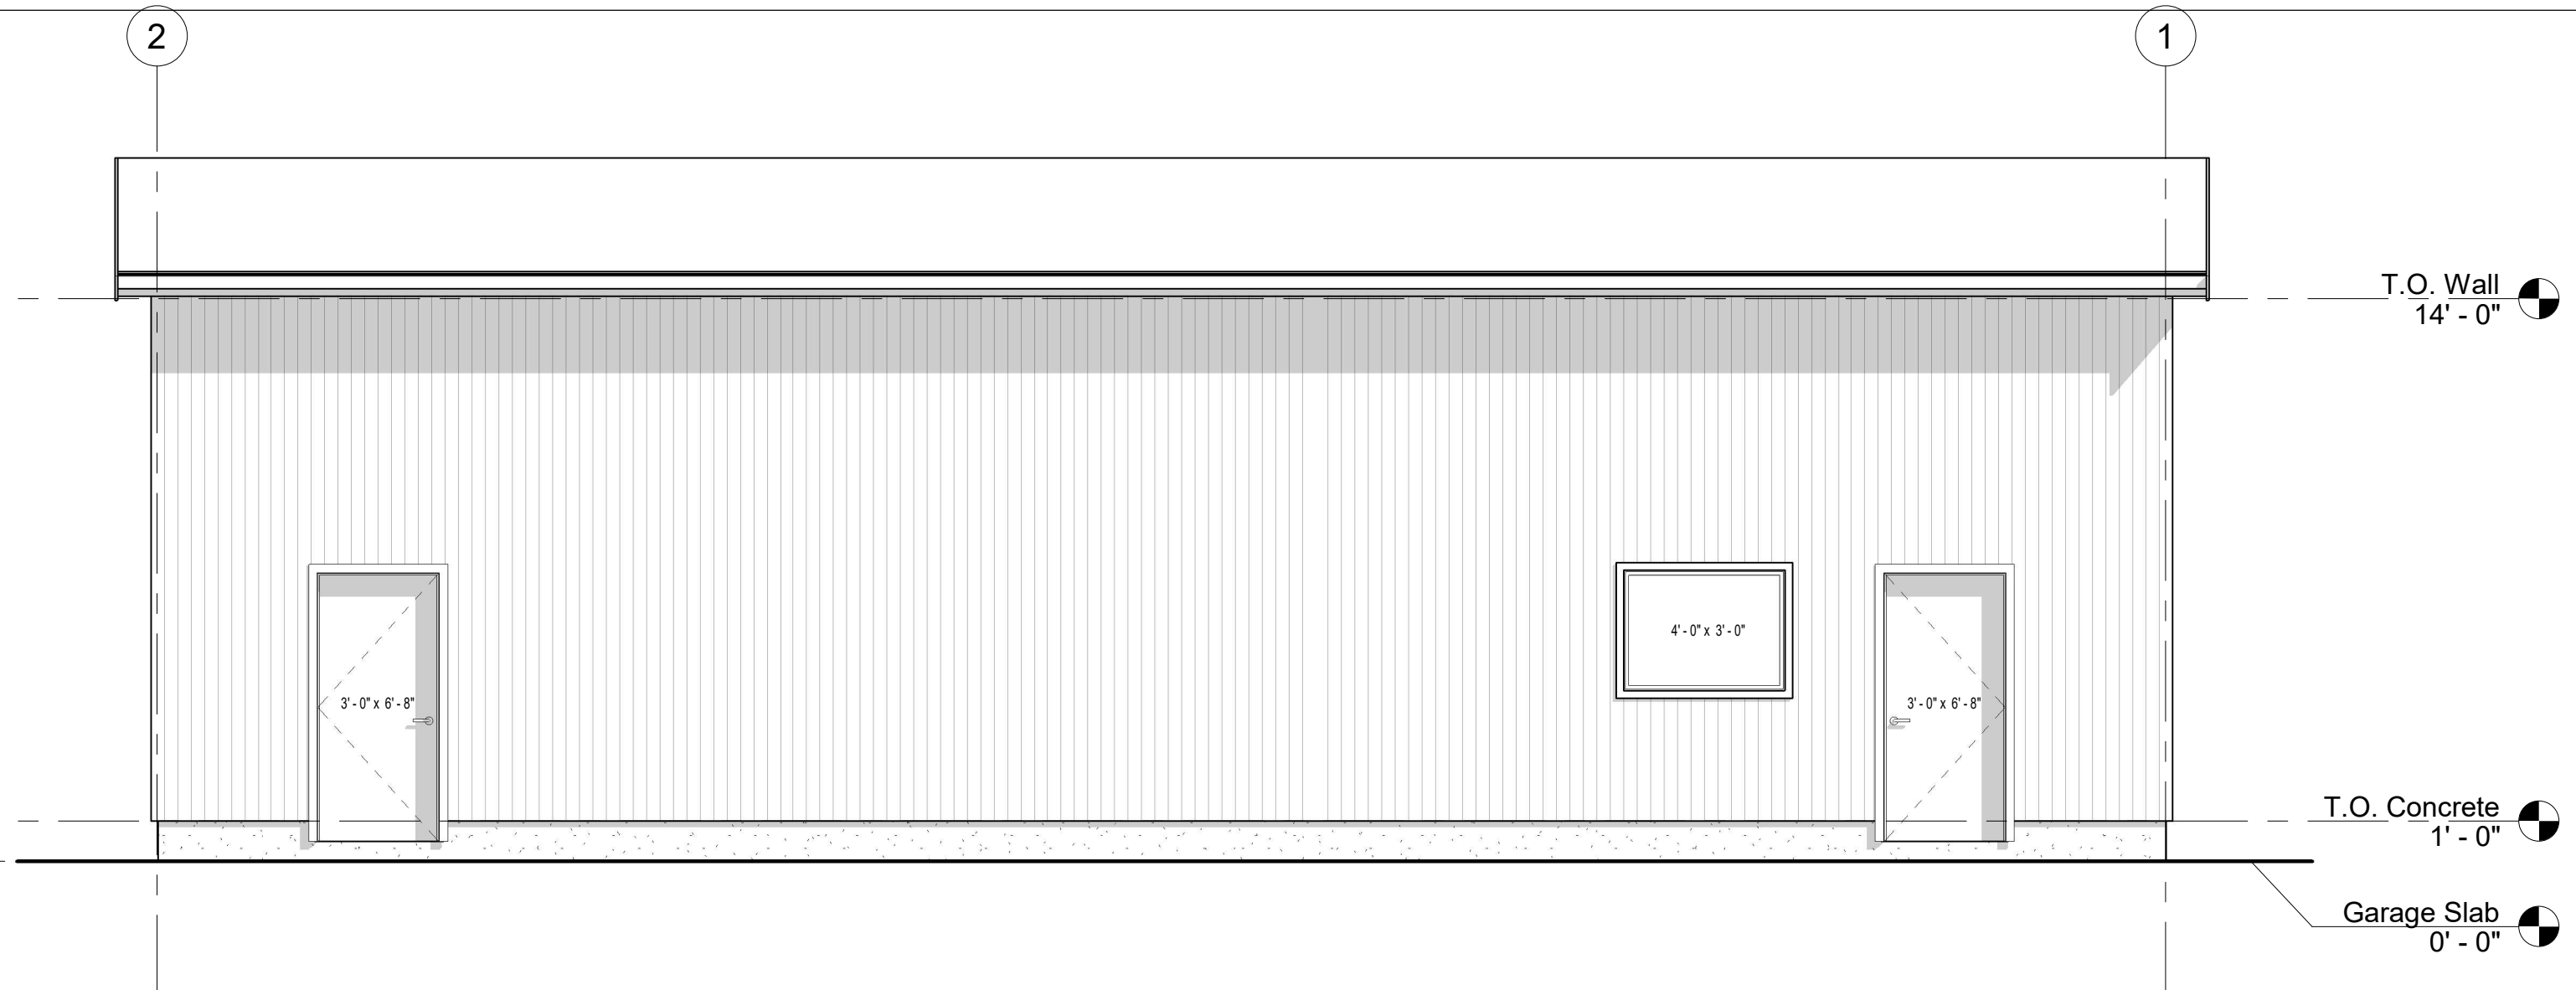 2
1
T.O. Wall
14' - 0"
4' - 0" x 3' - 0"
3' - 0" x 6' - 8"
3' - 0" x 6' - 8"
T.O. Concrete
1' - 0"
Garage Slab
0' - 0"